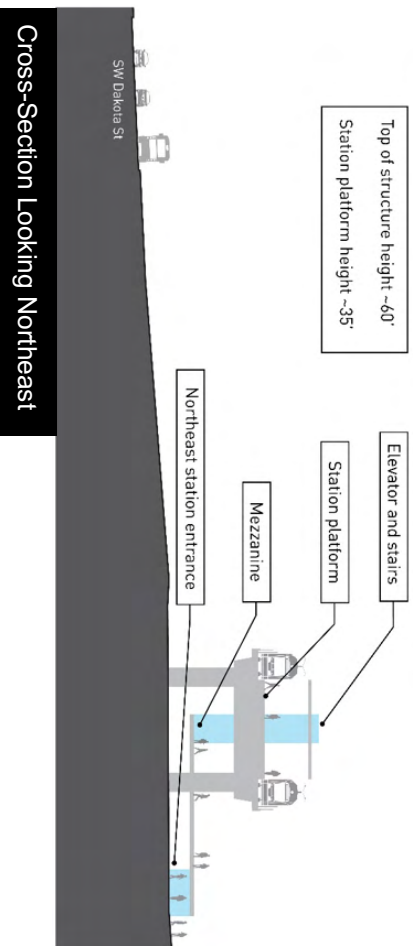 Cross-Section Looking Northeast
SW Dakota St
Top of structure height ~60'
Station platform height ~35'
Elevator and stairs
Station platform
Mezzanine
Northeast station entrance